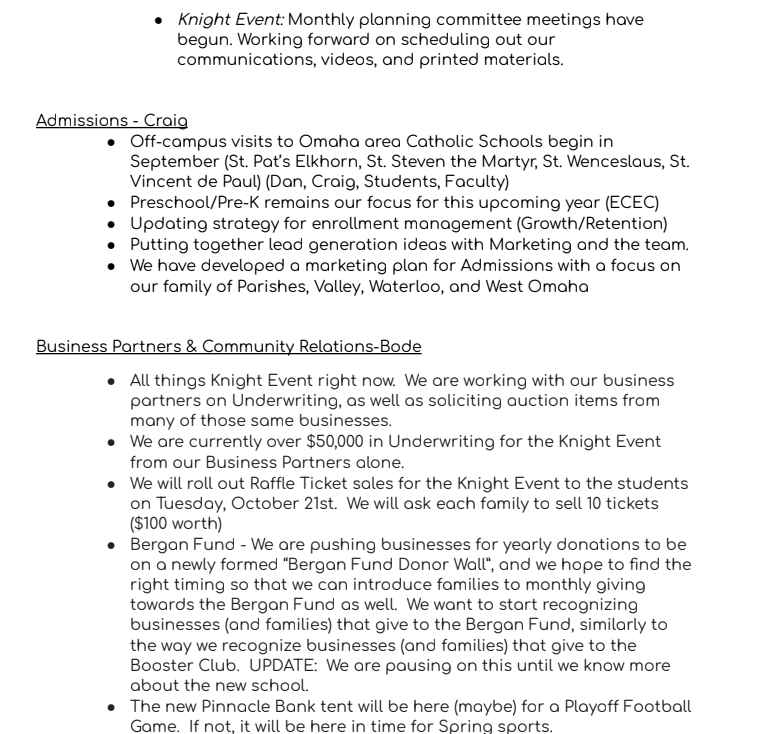 ● Knight Event: Monthly planning committee meetings have
begun. Working forward on scheduling out our
communications, videos, and printed materials.
Admissions - Craig
● Off-campus visits to Omaha area Catholic Schools begin in
September (St. Pat's Elkhorn, St. Steven the Martyr, St. Wenceslaus, St.
Vincent de Paul) (Dan, Craig, Students, Faculty)
● Preschool/Pre-K remains our focus for this upcoming year (ECEC)
● Updating strategy for enrollment management (Growth/Retention)
● Putting together lead generation ideas with Marketing and the team.
● We have developed a marketing plan for Admissions with a focus on
our family of Parishes, Valley, Waterloo, and West Omaha
Business Partners & Community Relations-Bode
● All things Knight Event right now.  We are working with our business
partners on Underwriting, as well as soliciting auction items from
many of those same businesses.
● We are currently over $50,000 in Underwriting for the Knight Event
from our Business Partners alone.
● We will roll out Raffle Ticket sales for the Knight Event to the students
on Tuesday, October 21st.  We will ask each family to sell 10 tickets
($100 worth)
● Bergan Fund - We are pushing businesses for yearly donations to be
on a newly formed “Bergan Fund Donor Wall”, and we hope to find the
right timing so that we can introduce families to monthly giving
towards the Bergan Fund as well.  We want to start recognizing
businesses (and families) that give to the Bergan Fund, similarly to
the way we recognize businesses (and families) that give to the
Booster Club.  UPDATE:  We are pausing on this until we know more
about the new school.
● The new Pinnacle Bank tent will be here (maybe) for a Playoff Football
Game.  If not, it will be here in time for Spring sports.